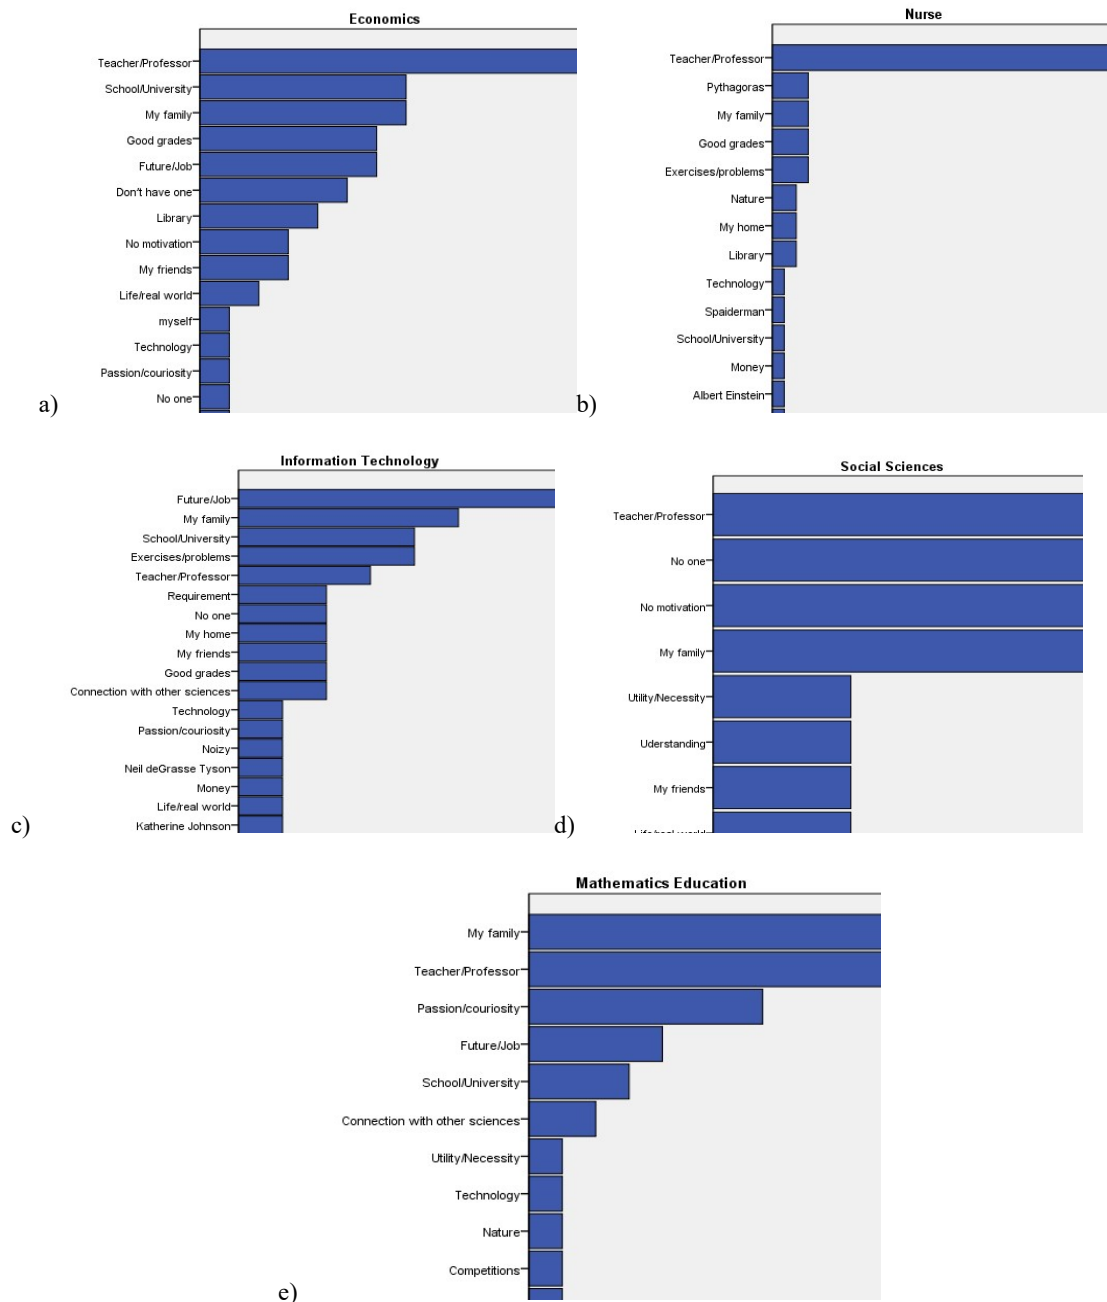 Economics
Teacher/Professor
School/University
My family
Good grades
Future/Job
Don't have one
Library
No motivation
My friends
Life/real world
myself
Technology
Passion/couriosity
No one
a)
Nurse
Teacher/Professor
Pythagoras
My family
Good grades
Exercises/problems
Nature
My home
Library
Technology
Spaiderman
School/University
Money
Albert Einstein
b)
Information Technology
Future/Job
My family
School/University
Exercises/problems
Teacher/Professor
Requirement
No one
My home
My friends
Good grades
Connection with other sciences
Technology
Passion/couriosity
Noizy
Neil deGrasse Tyson
Money
Life/real world
Katherine Johnson
c)
Social Sciences
Teacher/Professor
No one
No motivation
My family
Utility/Necessity
Uderstanding
My friends
Life/real world
d)
Mathematics Education
My family
Teacher/Professor
Passion/couriosity
Future/Job
School/University
Connection with other sciences
Utility/Necessity
Technology
Nature
Competitions
e)